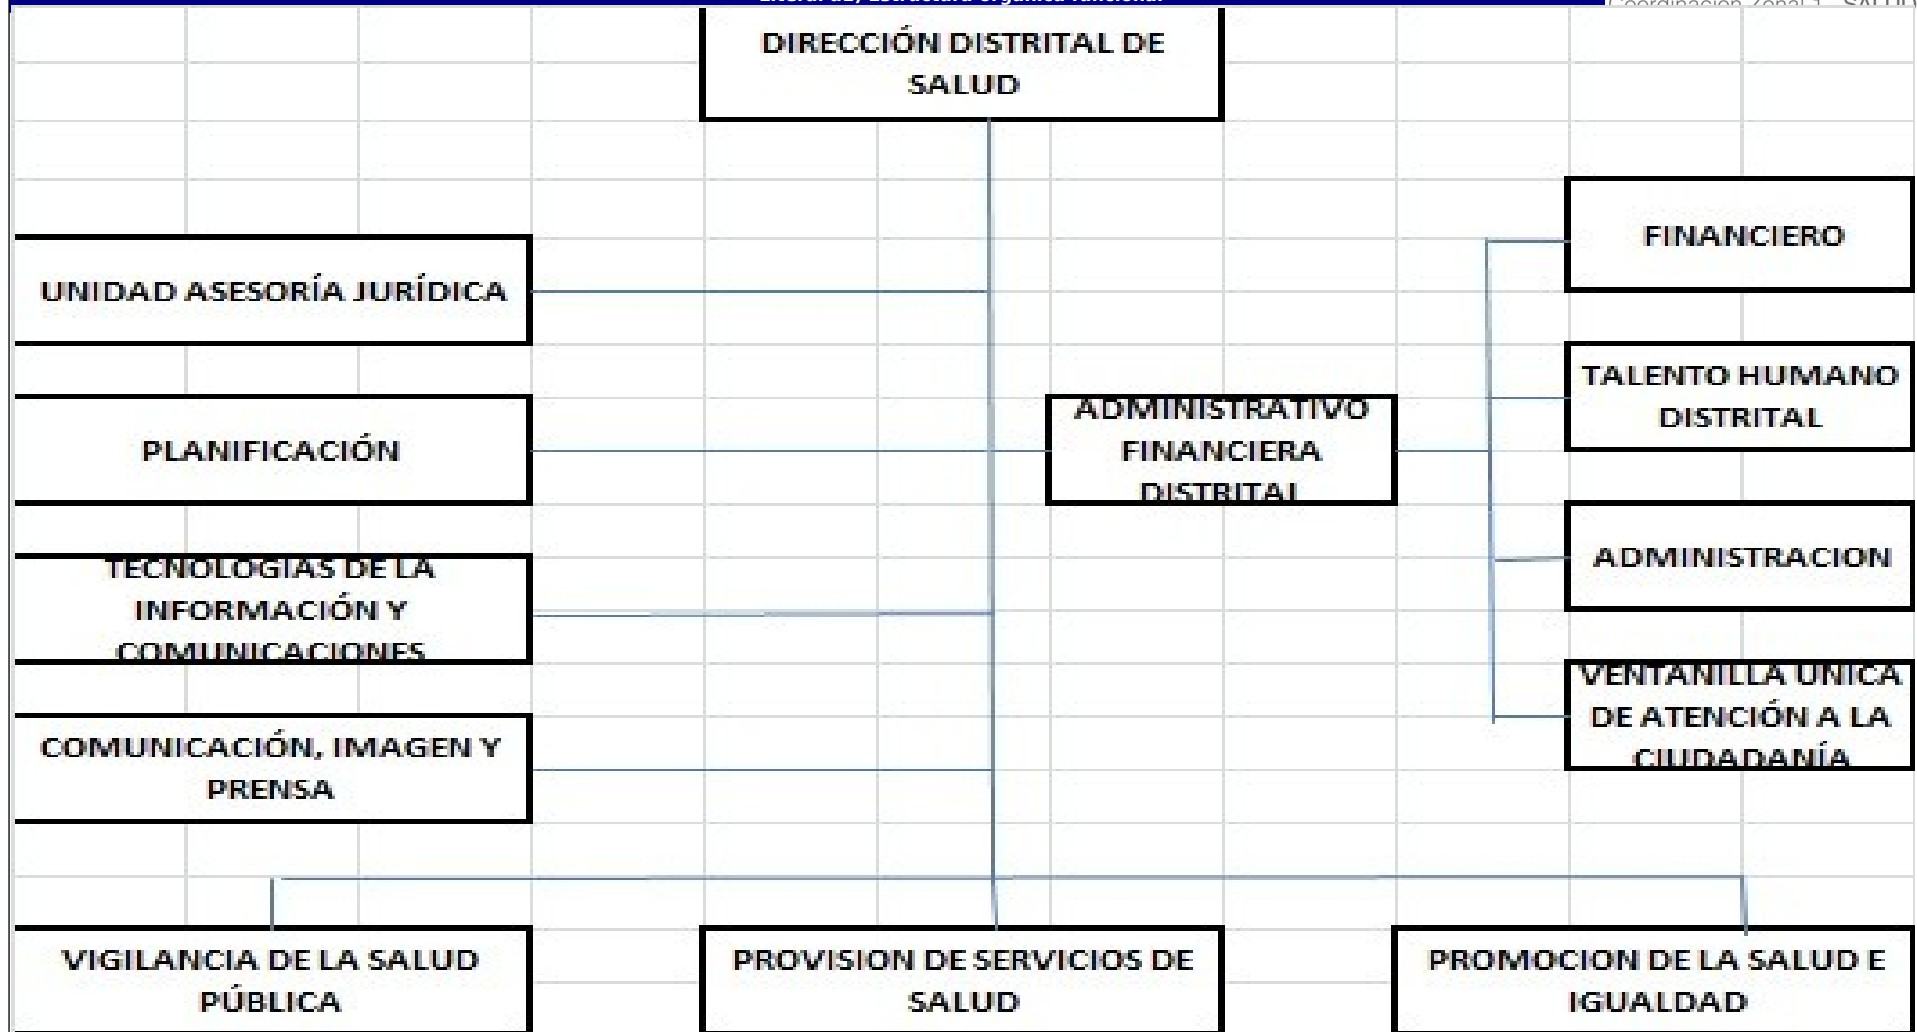 DIRECCIÓN DISTRITAL DE
SALUD
FINANCIERO
UNIDAD ASESORÍA JURÍDICA
TALENTO HUMANO
DISTRITAL
PLANIFICACIÓN
ADMINISTRATIVO
FINANCIERA
DISTRITAL
ADMINISTRACION
TECNOLOGIAS DE LA
INFORMACIÓN Y
COMUNICACIONES
VENTANILLA UNICA
DE ATENCIÓN A LA
CIUDADANÍA
COMUNICACIÓN, IMAGEN Y
PRENSA
VIGILANCIA DE LA SALUD
PÚBLICA
PROVISION DE SERVICIOS DE
SALUD
PROMOCION DE LA SALUD E
IGUALDAD